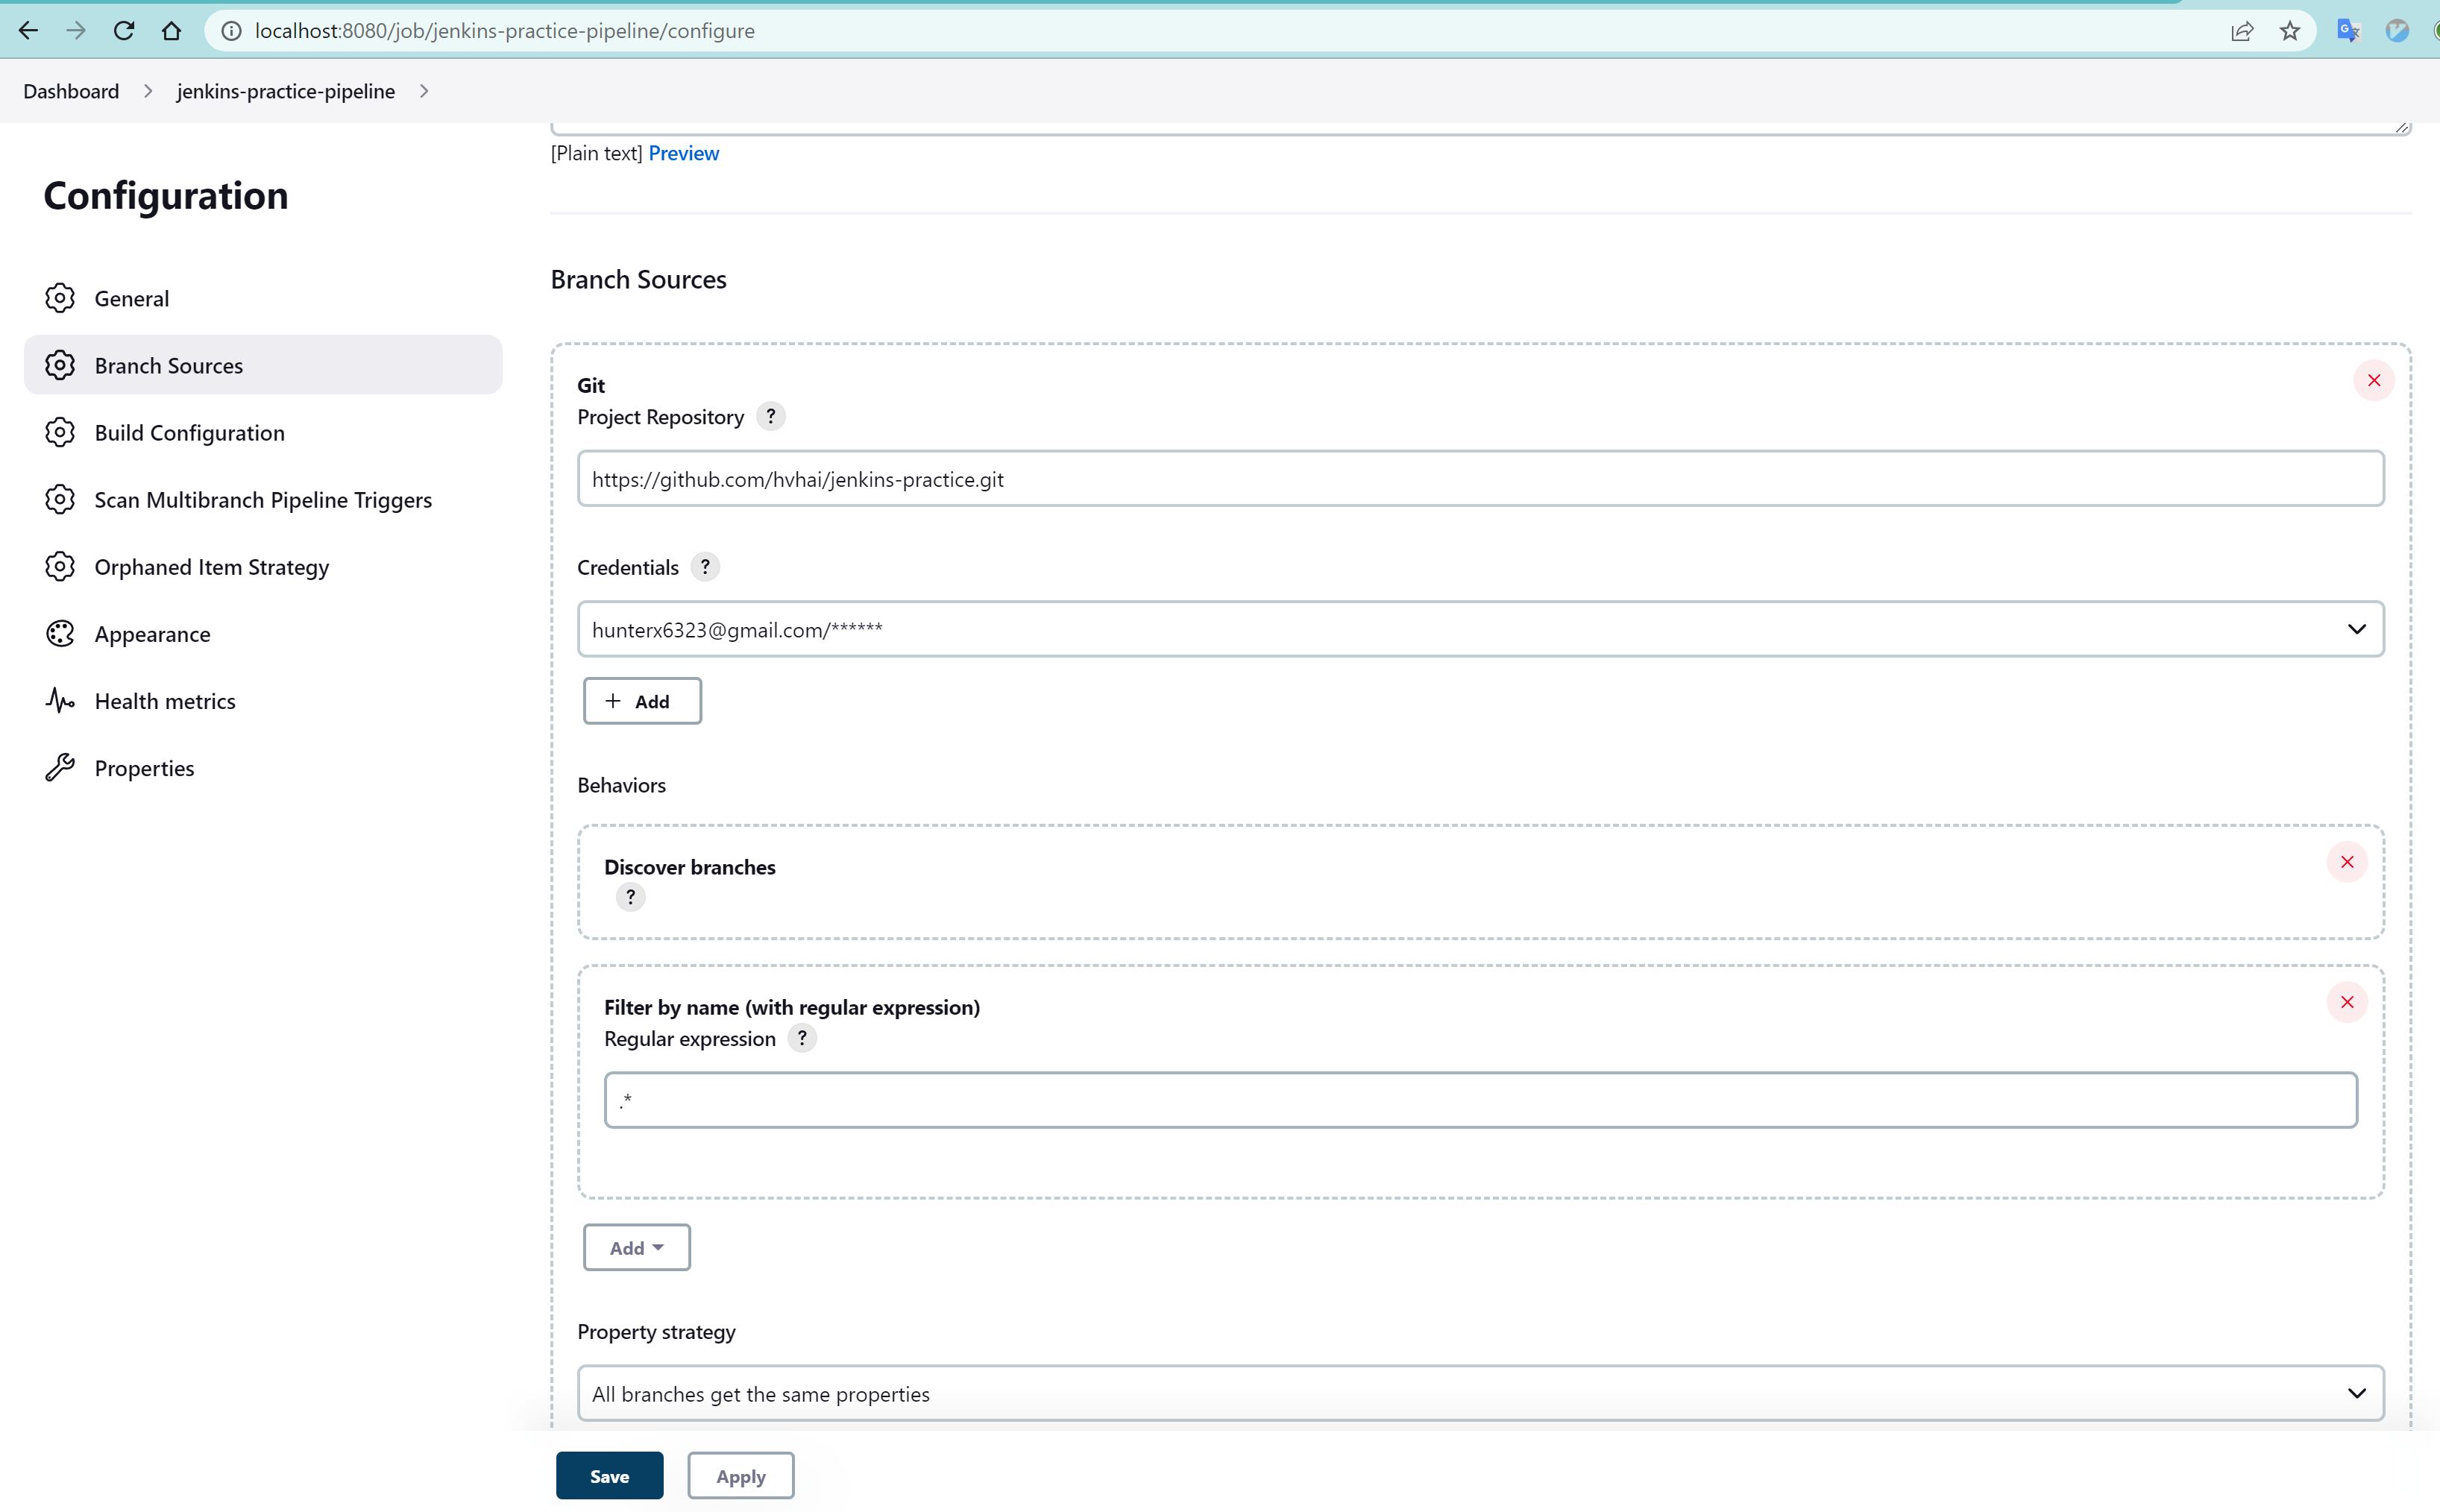 localhost:8080/job/jenkins-practice-pipeline/configure
Dashboard
jenkins-practice-pipeline
Configuration
General
Branch Sources
Build Configuration
Scan Multibranch Pipeline Triggers
Orphaned Item Strategy
Appearance
Health metrics
Properties
[Plain text] Preview
Branch Sources
Git
Project Repository ?
https://github.com/hvhai/jenkins-practice.git
Credentials ?
hunterx6323@gmail.com/******
+ Add
Behaviors
Discover branches
?
Filter by name (with regular expression)
Regular expression ?
.*
Add
Property strategy
All branches get the same properties
Save
Apply